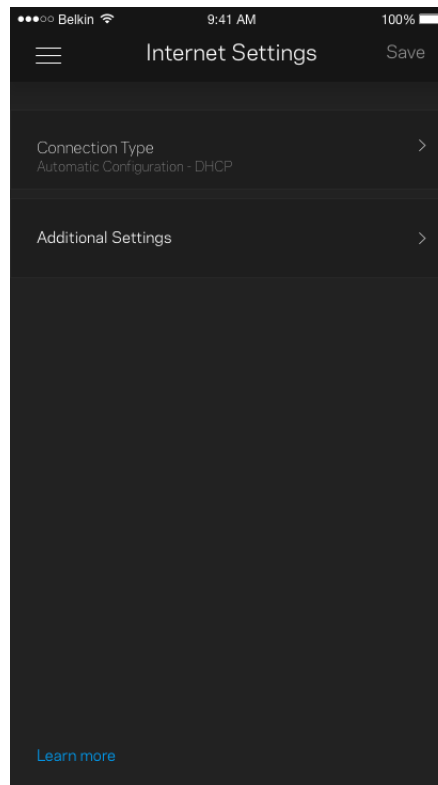 Belkin 9:41 AM 100%
Internet Settings Save
Connection Type
Automatic Configuration - DHCP
Additional Settings
Learn more